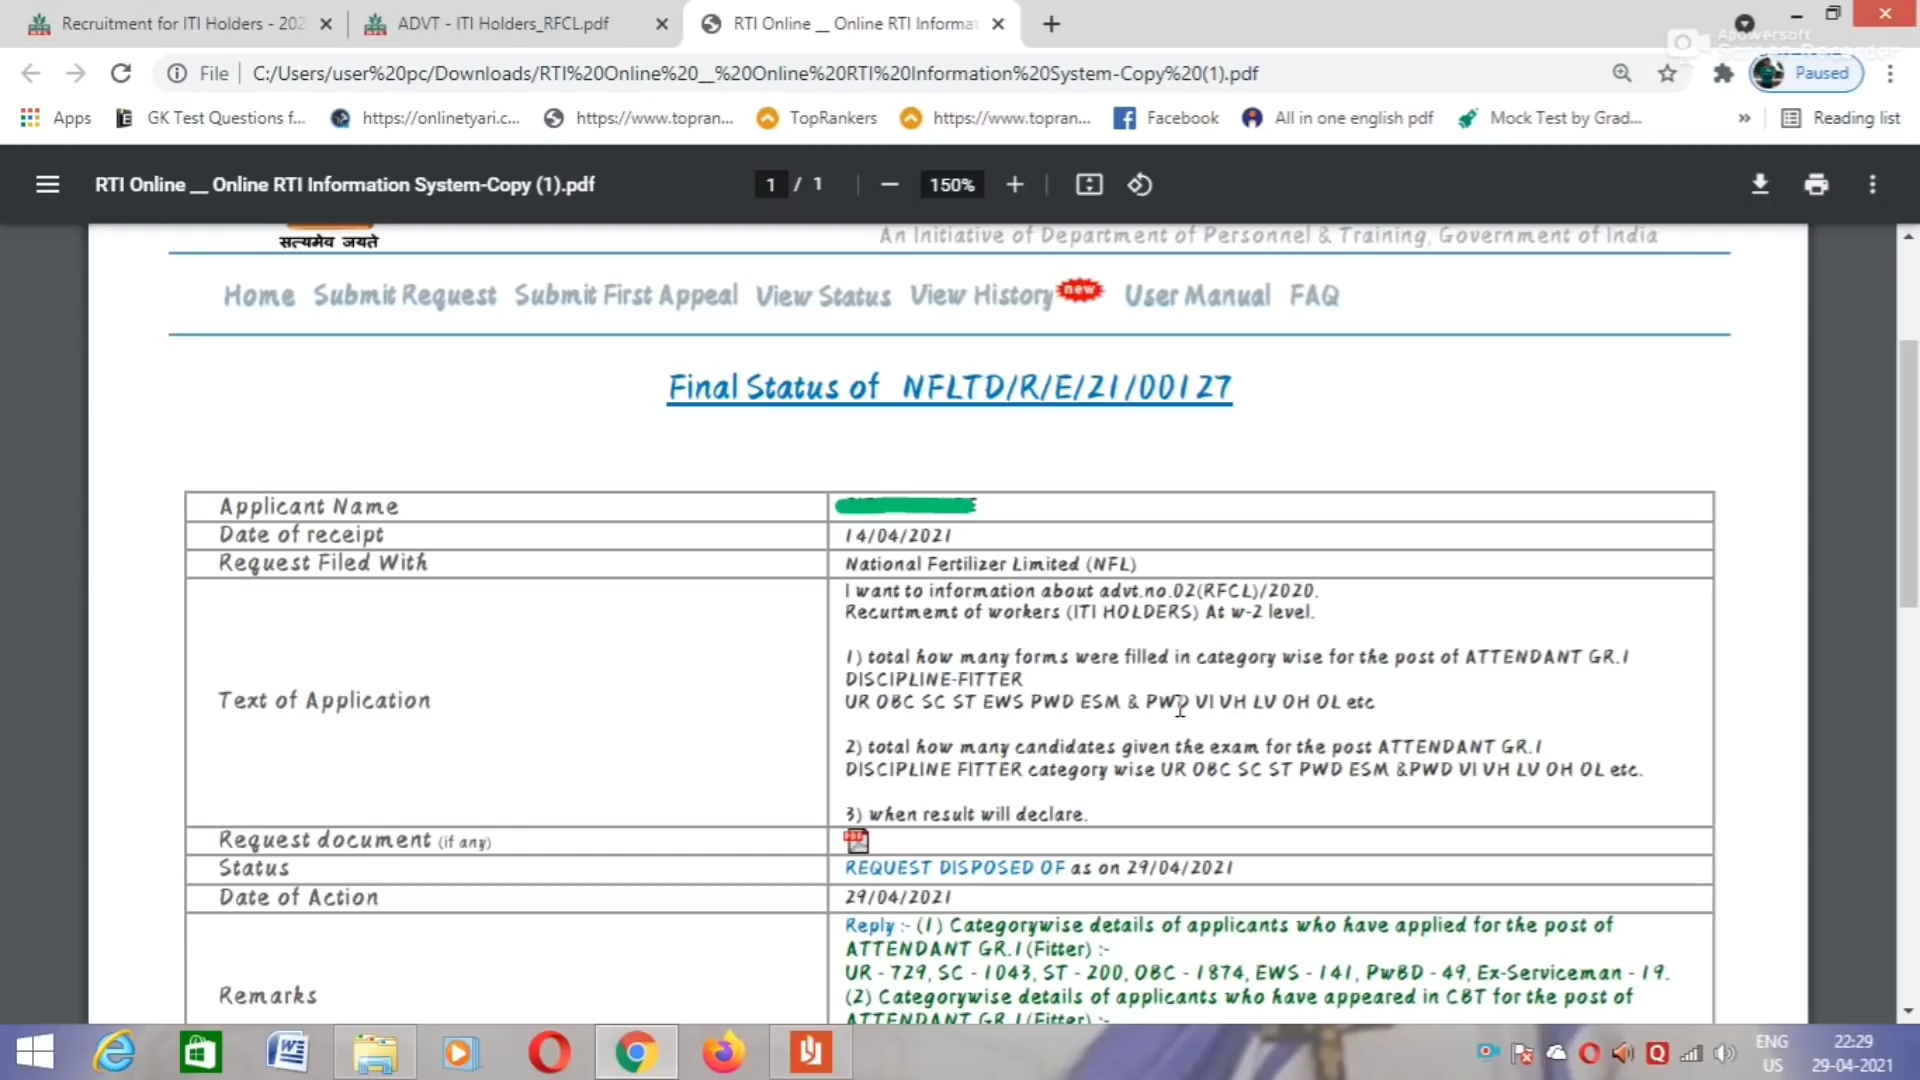 Recruitment for ITI Holders - 202
ADVT - ITI Holders_RFCL.pdf
RTI Online __ Online RTI Informat
Apowersoft
Screen Recorder
File
C:/Users/user%20pc/Downloads/RTI%20Online%20__%20Online%20RTI%20Information%20System-Copy%20(1).pdf
Paused
Apps
GK Test Questions f...
https://onlinetyari.c...
https://www.topran...
TopRankers
https://www.topran...
Facebook
All in one english pdf
Mock Test by Grad...
»
Reading list
RTI Online __ Online RTI Information System-Copy (1).pdf
1 / 1
150%
सत्यमेव जयते
An Initiative of Department of Personnel & Training, Government of India
Home Submit Request Submit First Appeal View Status View History new User Manual FAQ
Final Status of NFLTD/R/E/21/00127
Applicant Name
Date of receipt 14/04/2021
Request Filed With National Fertilizer Limited (NFL)
Text of Application
I want to information about advt.no.02(RFCL)/2020.
Recurtmemt of workers (ITI HOLDERS) At w-2 level.
1) total how many forms were filled in category wise for the post of ATTENDANT GR.I
DISCIPLINE-FITTER
UR OBC SC ST EWS PWD ESM & PWD VI VH LV OH OL etc
2) total how many candidates given the exam for the post ATTENDANT GR.I
DISCIPLINE FITTER category wise UR OBC SC ST PWD ESM &PWD VI VH LV OH OL etc.
3) when result will declare.
Request document (if any) PDF
Status REQUEST DISPOSED OF as on 29/04/2021
Date of Action 29/04/2021
Remarks
Reply :- (1) Categorywise details of applicants who have applied for the post of
ATTENDANT GR.I (Fitter) :-
UR - 729, SC - 1043, ST - 200, OBC - 1874, EWS - 141, PwBD - 49, Ex-Serviceman - 19.
(2) Categorywise details of applicants who have appeared in CBT for the post of
ATTENDANT GR.I (Fitter) :-
ENG
US
22:29
29-04-2021